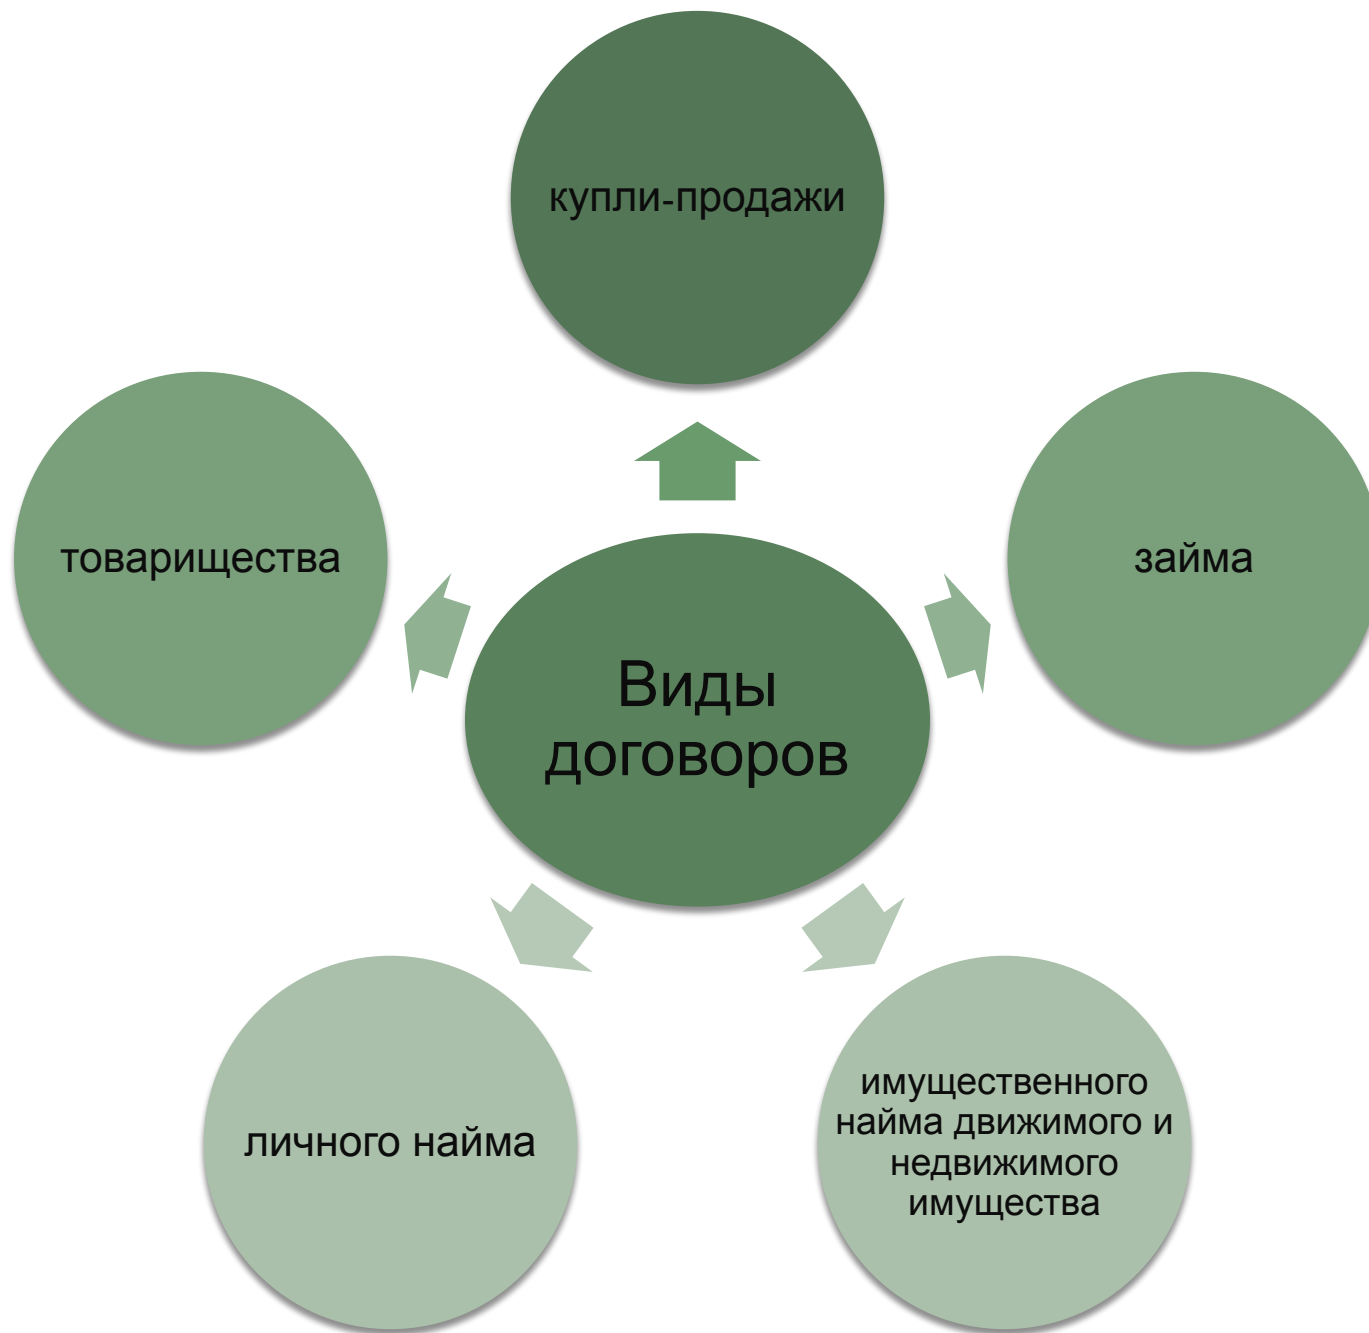 купли-продажи
товарищества
займа
Виды
договоров
личного найма
имущественного
найма движимого и
недвижимого
имущества